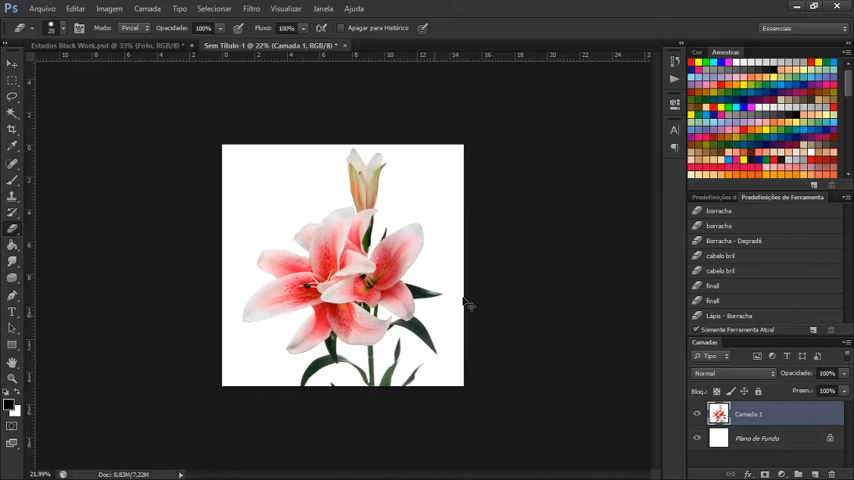 Ps Arquivo Editar Imagem Camada Tipo Selecionar Filtro Visualizar Janela Ajuda
25 Modo: Pincel Opacidade: 100% Fluxo: 100% Apagar para Histórico Essenciais
Estudos Black Work.psd @ 33% (Foto, RGB/8) * × Sem Título-1 @ 22% (Camada 1, RGB/8) * ×
Cor Amostras
Predefinições d Predefinições de Ferramenta
borracha
borracha
Borracha - Degradê
cabelo bril
cabelo bril
final
final
Lápis - Borracha
Somente Ferramenta Atual
Camadas
Tipo
Normal Opacidade: 100%
Bloq.: Preen.: 100%
Camada 1
Plano de Fundo
21,99% Doc: 8,83M/7,22M